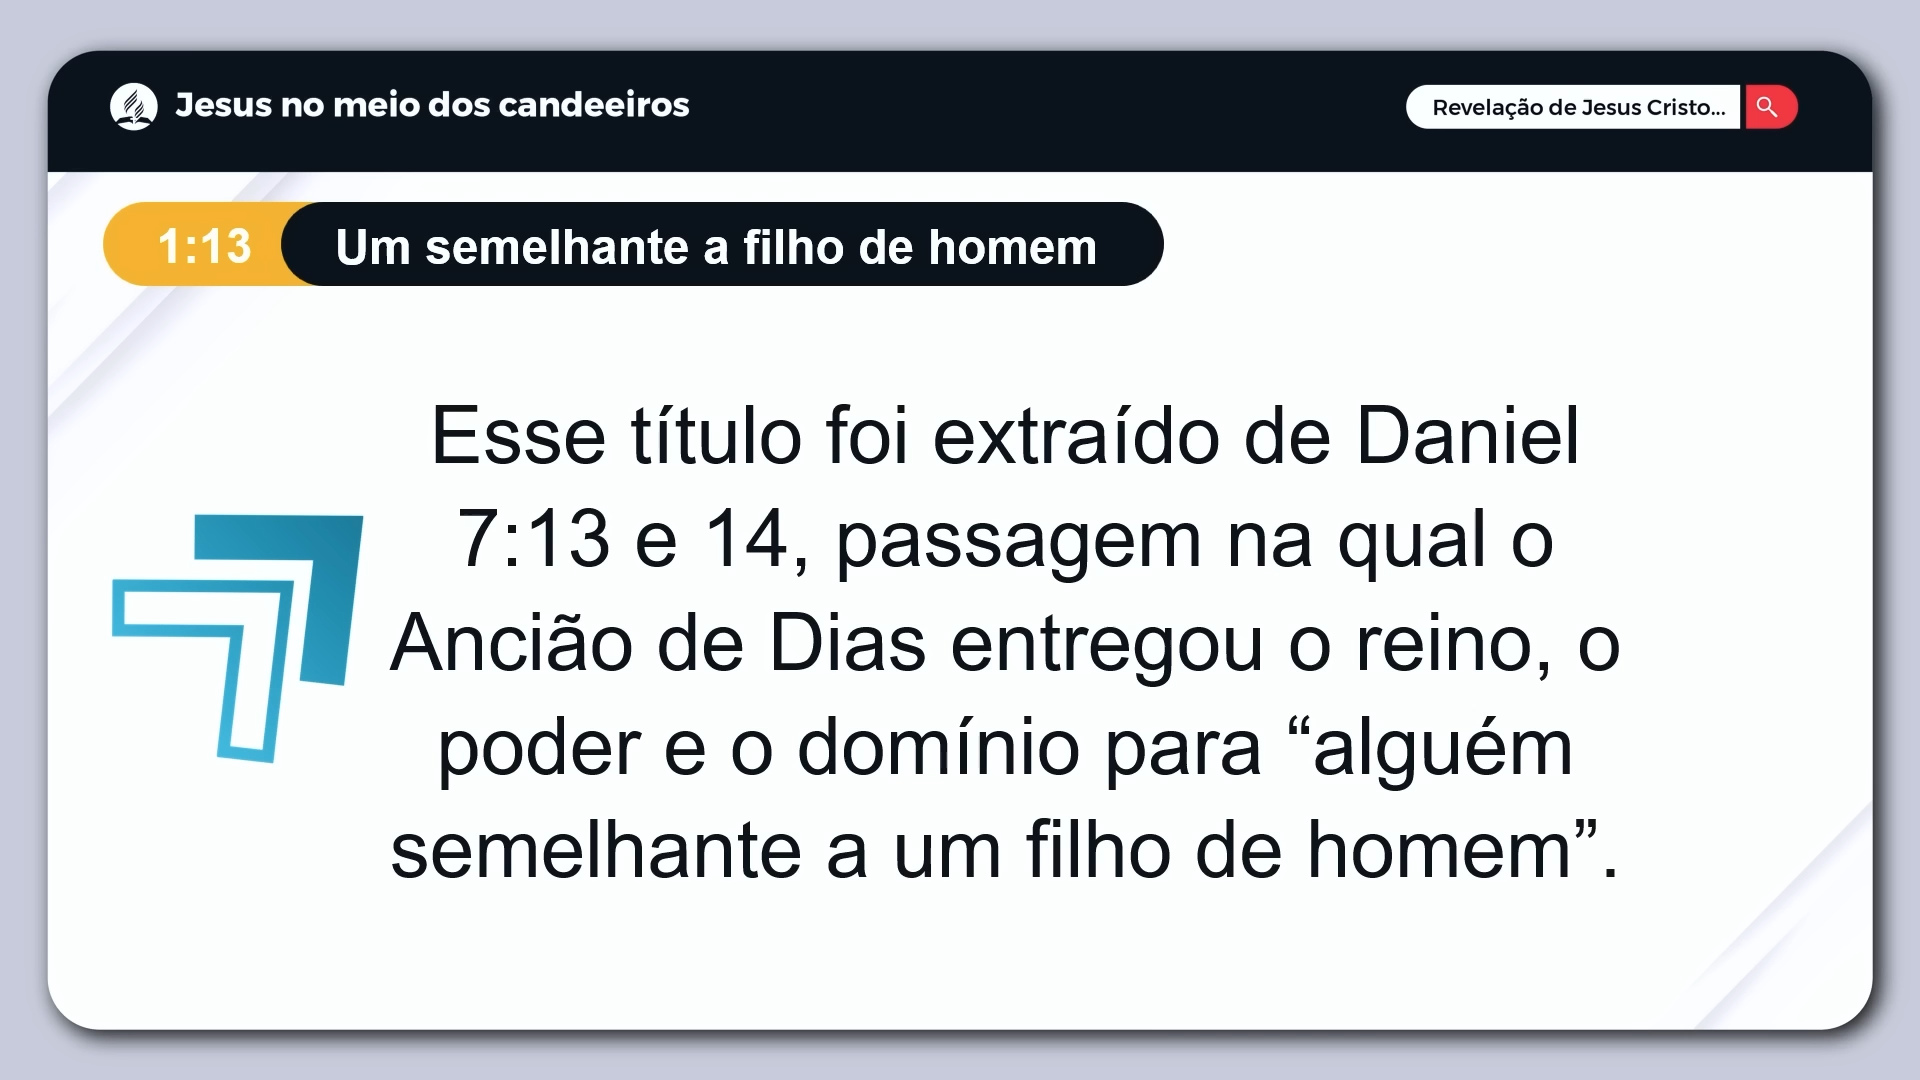 Jesus no meio dos candeeiros
Revelação de Jesus Cristo...
1:13 Um semelhante a filho de homem
Esse título foi extraído de Daniel
7:13 e 14, passagem na qual o
Ancião de Dias entregou o reino, o
poder e o domínio para “alguém
semelhante a um filho de homem”.